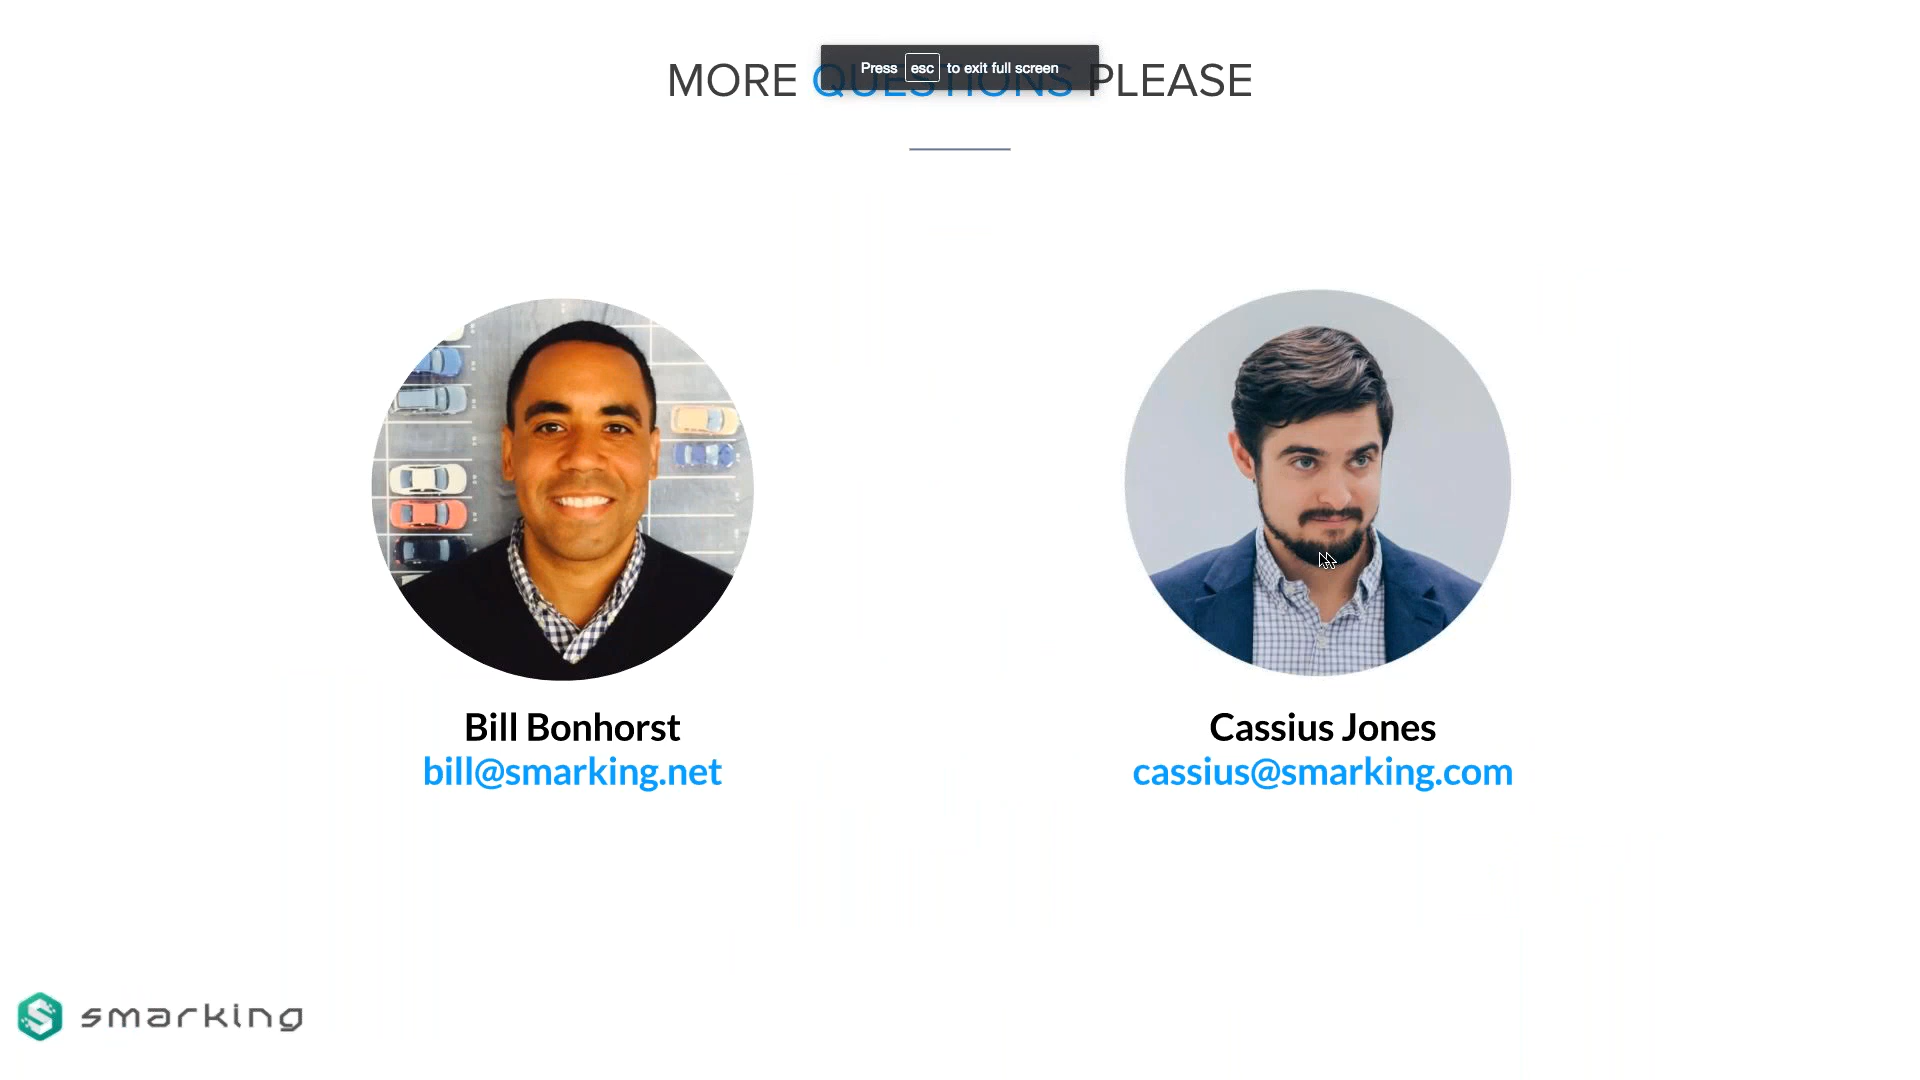 MORE QUESTIONS PLEASE
Press esc to exit full screen
Bill Bonhorst
bill@smarking.net
Cassius Jones
cassius@smarking.com
smarking